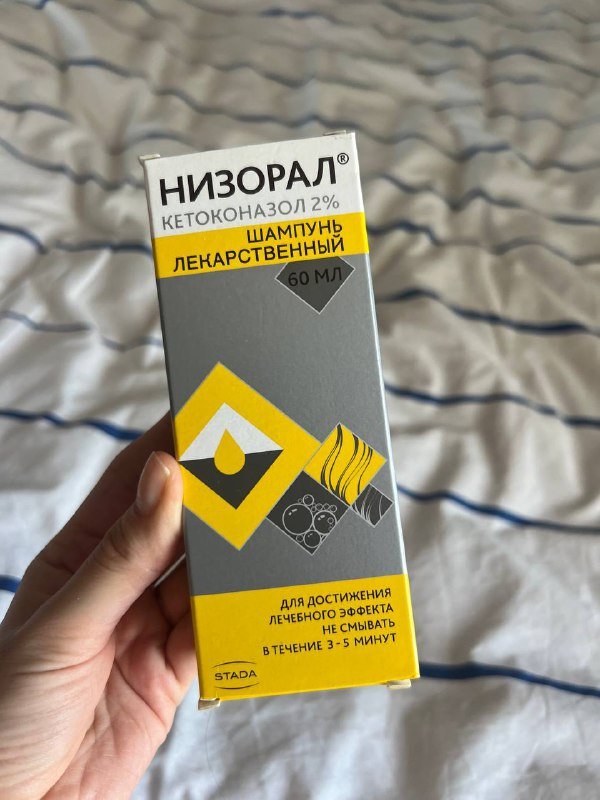 НИЗОРАЛ®
КЕТОКОНАЗОЛ 2%
ШАМПУНЬ
ЛЕКАРСТВЕННЫЙ
60 МЛ
ДЛЯ ДОСТИЖЕНИЯ
ЛЕЧЕБНОГО ЭФФЕКТА
НЕ СМЫВАТЬ
В ТЕЧЕНИЕ 3-5 МИНУТ
STADA